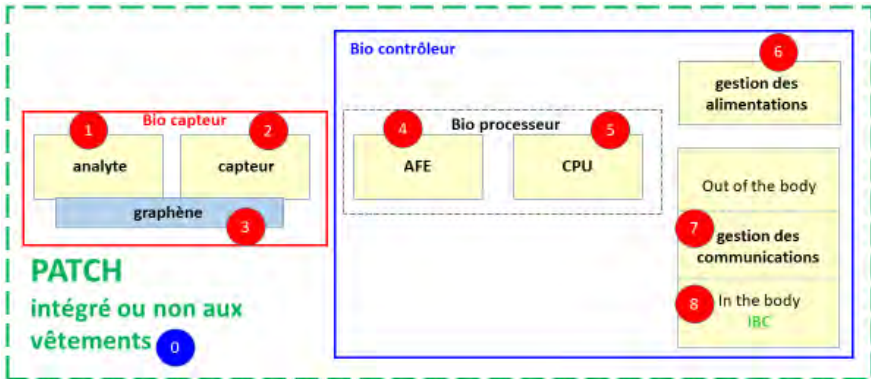 Bio contrôleur
6
gestion des
alimentations
Bio capteur
1
analyte
2
capteur
graphène
3
Bio processeur
4
AFE
5
CPU
Out of the body
7
gestion des
communications
8
In the body
IBC
PATCH
intégré ou non aux
vêtements
0